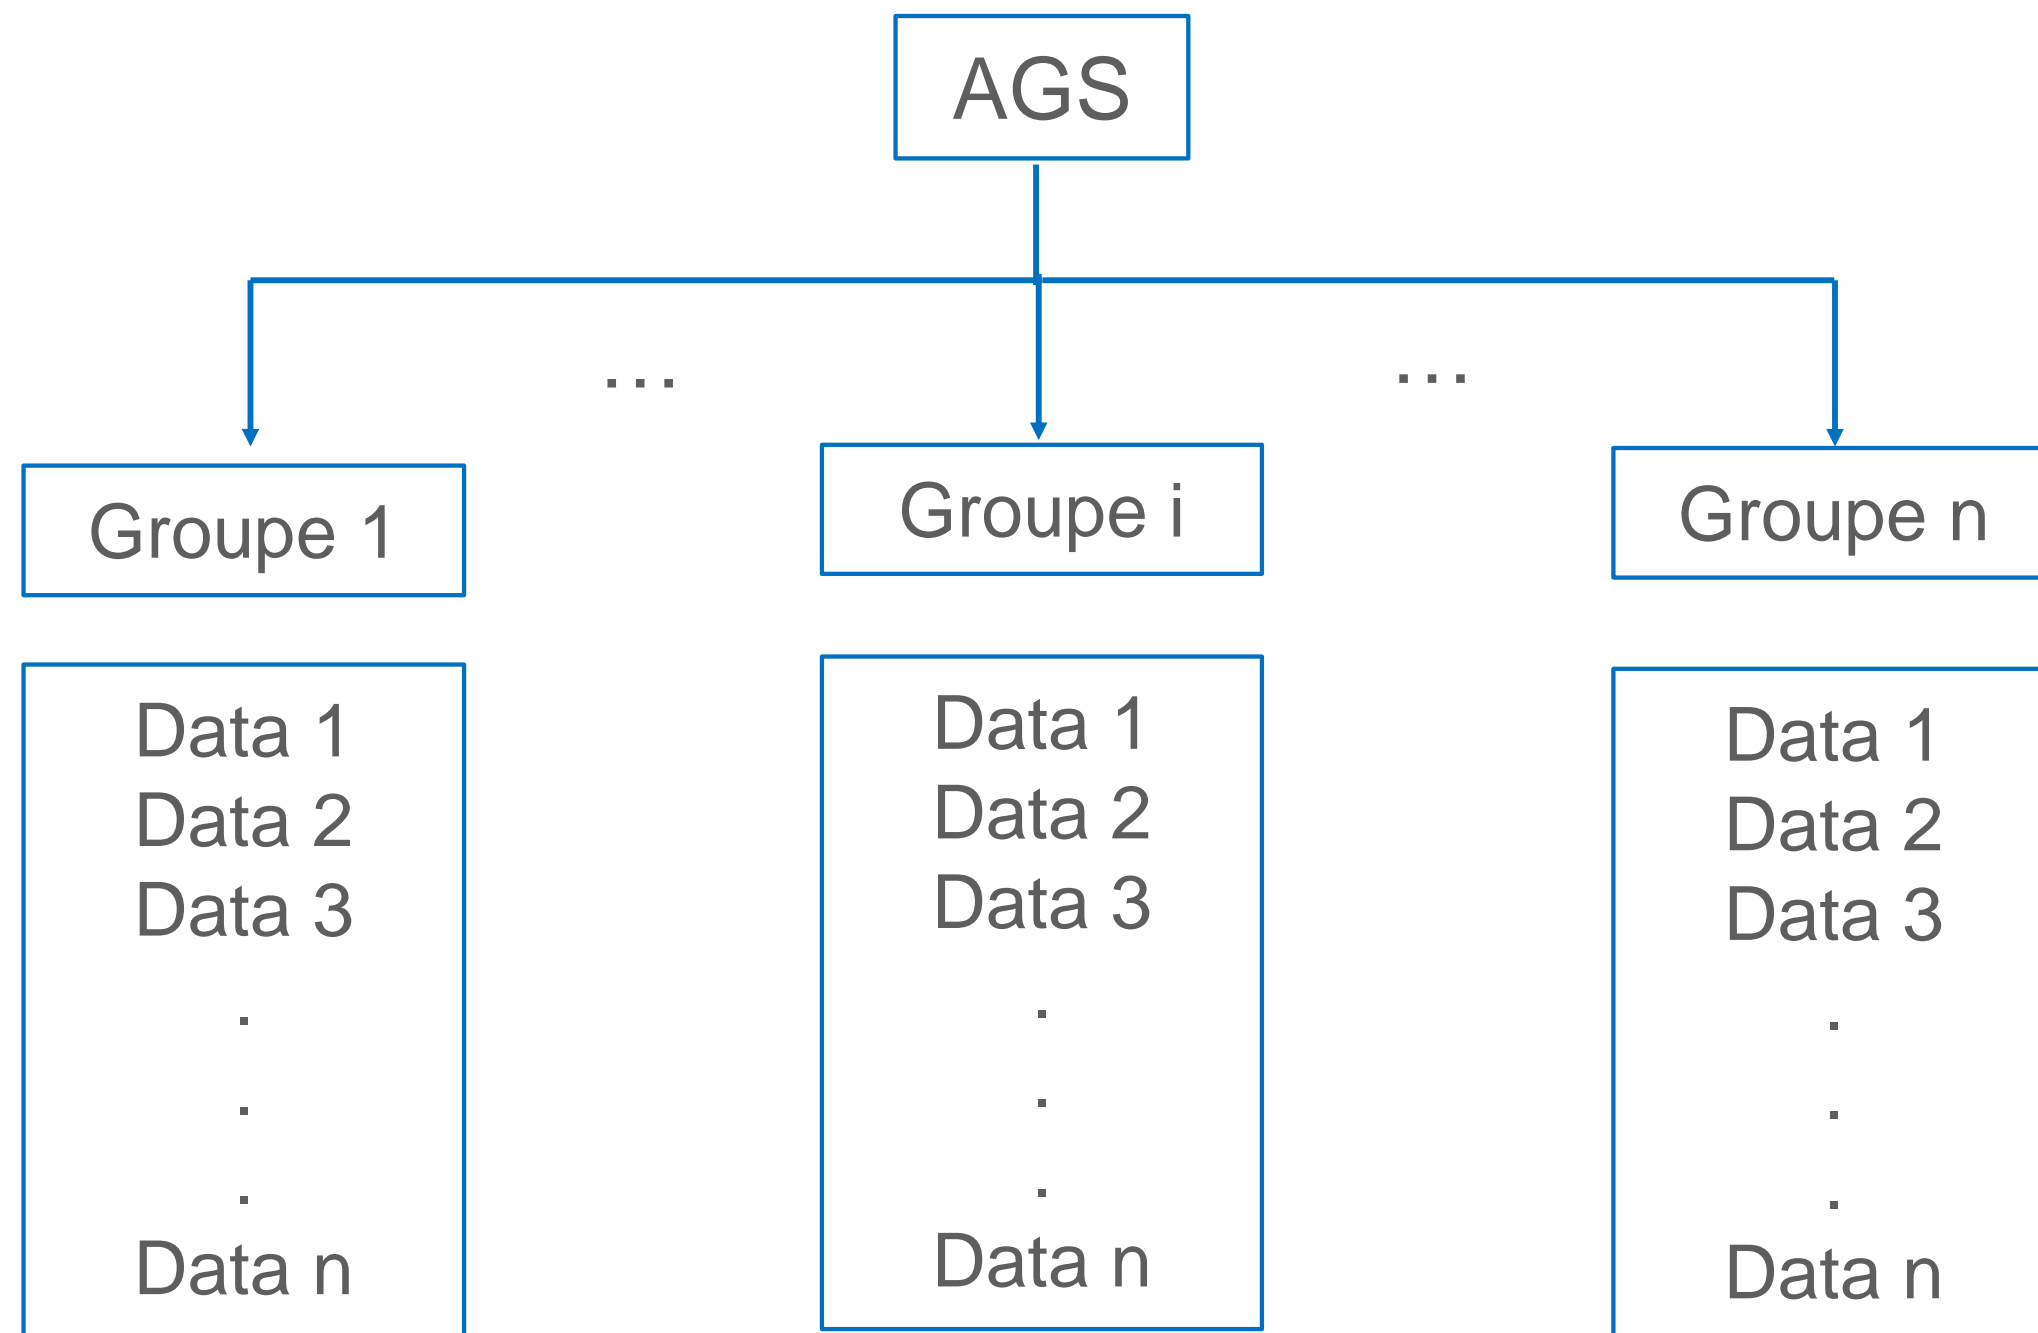 AGS
...
...
Groupe 1
Groupe i
Groupe n
Data 1
Data 2
Data 3
.
.
.
Data n
Data 1
Data 2
Data 3
.
.
.
Data n
Data 1
Data 2
Data 3
.
.
.
Data n